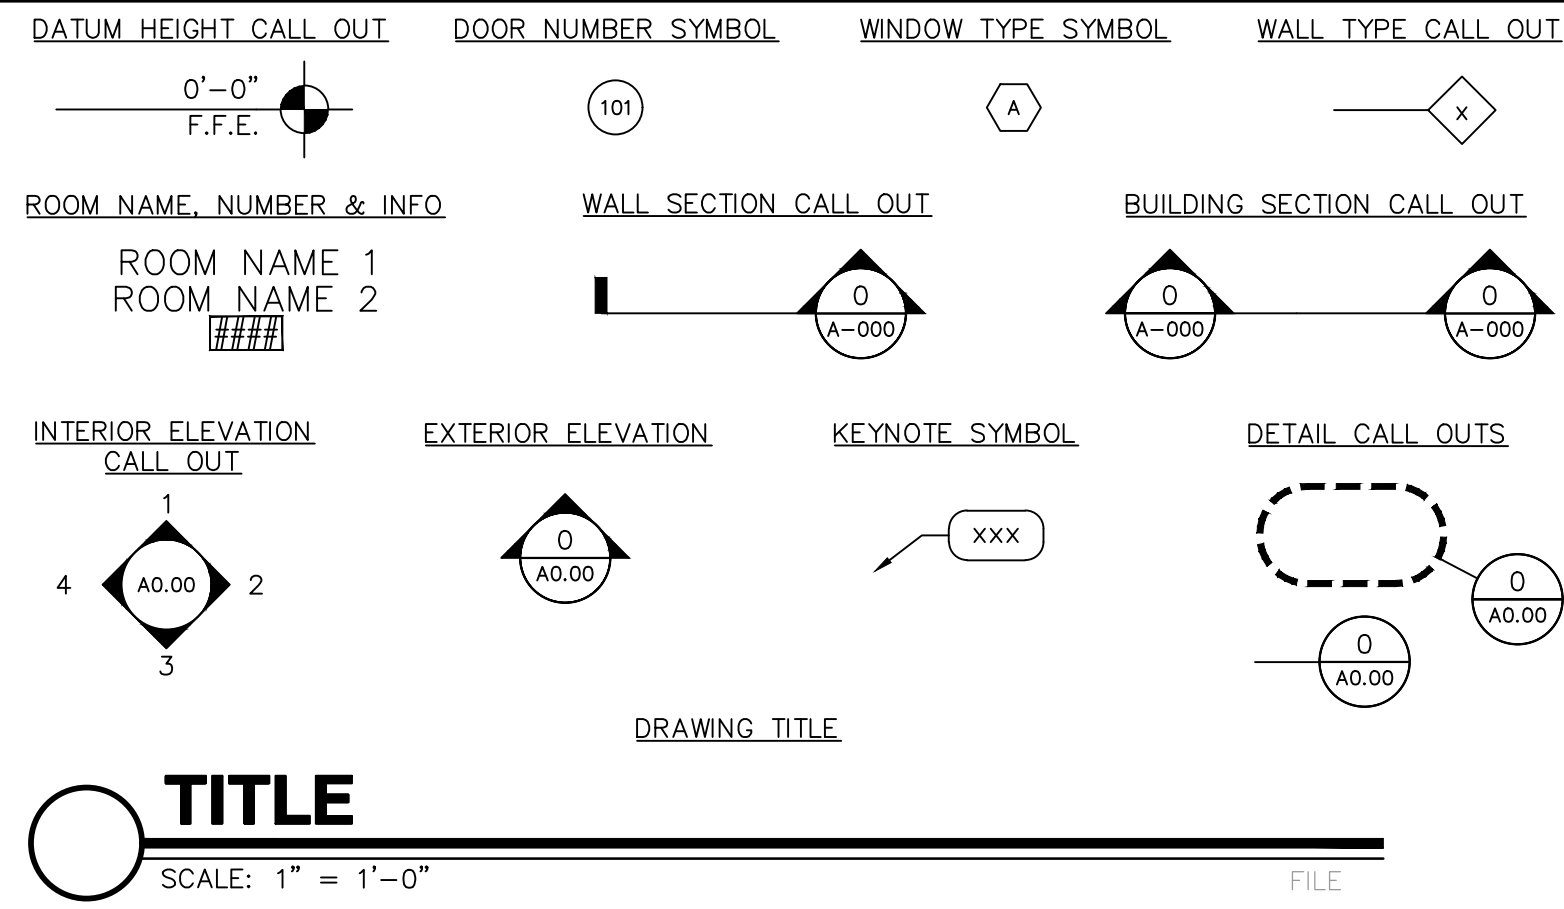 DATUM HEIGHT CALL OUT
0'-0"
F.F.E.
DOOR NUMBER SYMBOL
101
WINDOW TYPE SYMBOL
A
WALL TYPE CALL OUT
X
ROOM NAME, NUMBER & INFO
ROOM NAME 1
ROOM NAME 2
####
WALL SECTION CALL OUT
0
A-000
BUILDING SECTION CALL OUT
0
A-000
0
A-000
INTERIOR ELEVATION
CALL OUT
1
4
A0.00
2
3
EXTERIOR ELEVATION
0
A0.00
KEYNOTE SYMBOL
XXX
DETAIL CALL OUTS
0
A0.00
0
A0.00
DRAWING TITLE
TITLE
SCALE: 1" = 1'-0"
FILE